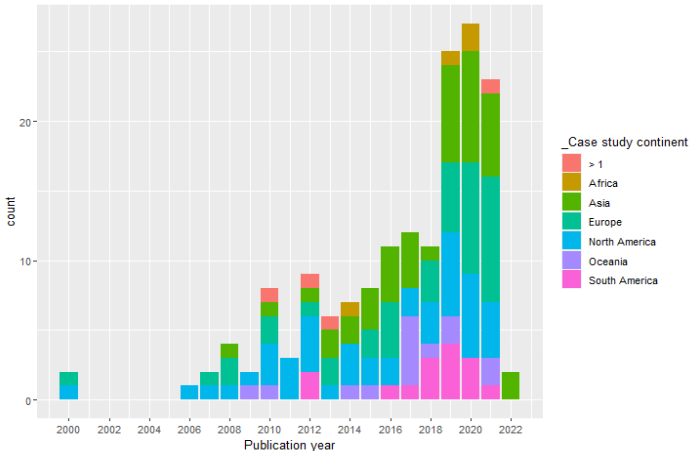 20
10
0
count
2000 2002 2004 2006 2008 2010 2012 2014 2016 2018 2020 2022
Publication year
_Case study continent
> 1
Africa
Asia
Europe
North America
Oceania
South America